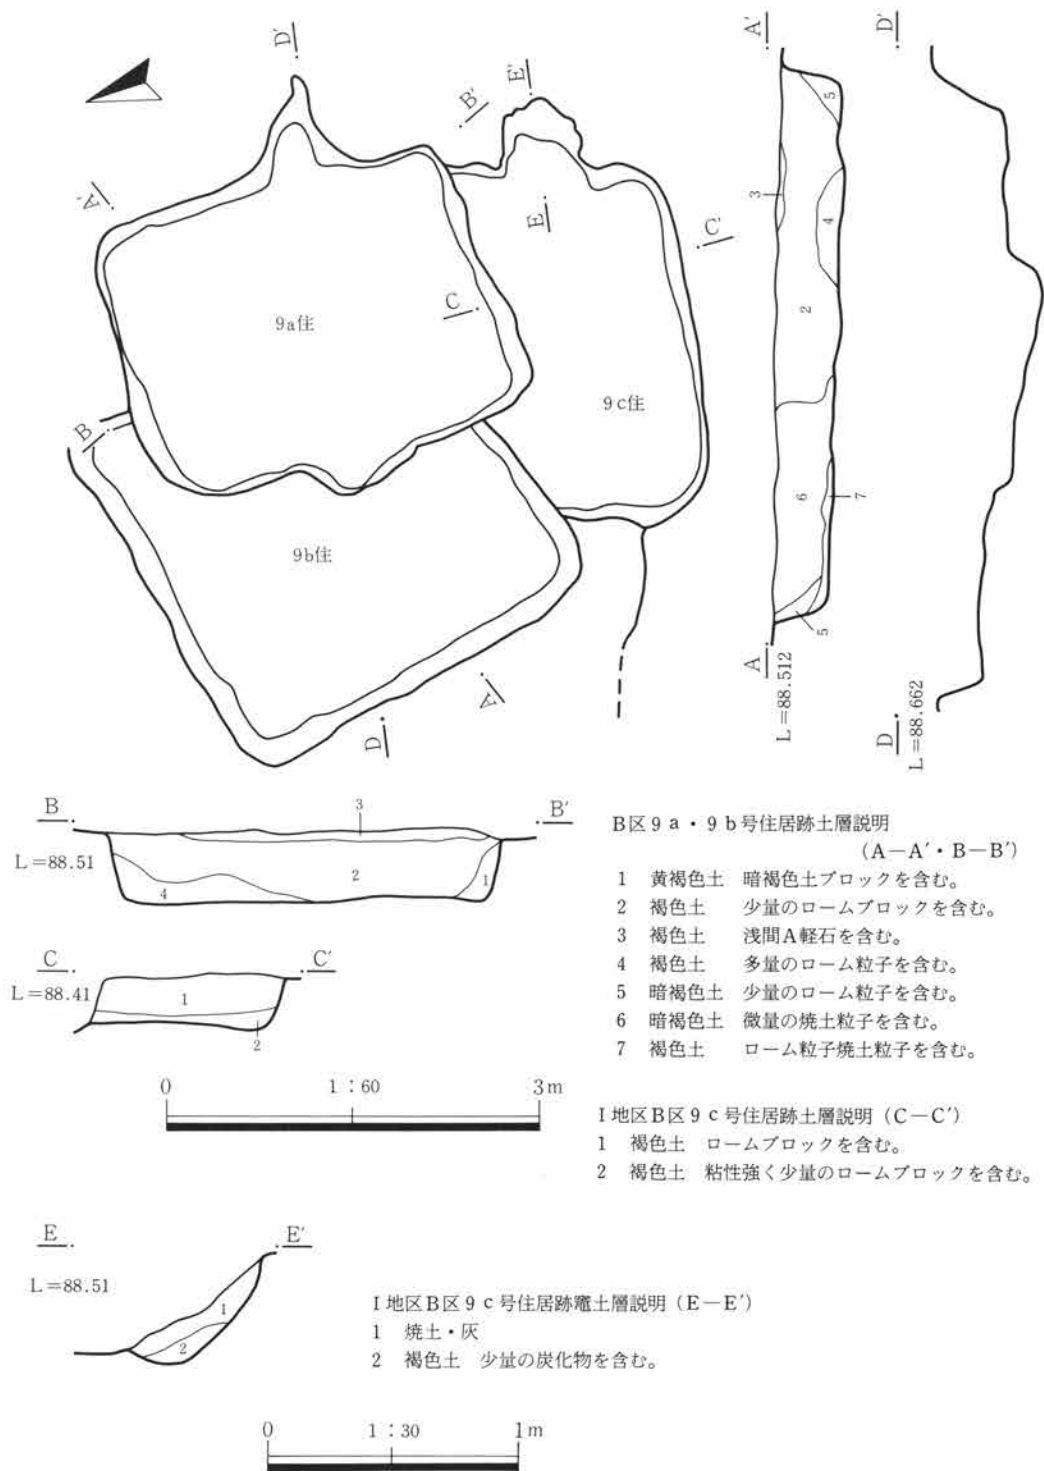 D′
E′
B′
A′
E
C′
C
9a住
9c住
B
9b住
A
D
A′
5
3
4
2
6
7
5
A
L=88.512
D′
D
L=88.662
B
3
B′
L=88.51
2
1
4
C
C′
L=88.41
1
2
0
1:60
3m
B区9a・9b号住居跡土層説明
(A-A′・B-B′)
1 黄褐色土 暗褐色土ブロックを含む。
2 褐色土 少量のロームブロックを含む。
3 褐色土 浅間A軽石を含む。
4 褐色土 多量のローム粒子を含む。
5 暗褐色土 少量のローム粒子を含む。
6 暗褐色土 微量の焼土粒子を含む。
7 褐色土 ローム粒子焼土粒子を含む。
I地区B区9c号住居跡土層説明(C-C′)
1 褐色土 ロームブロックを含む。
2 褐色土 粘性強く少量のロームブロックを含む。
E
E′
L=88.51
1
2
I地区B区9c号住居跡竈土層説明(E-E′)
1 焼土・灰
2 褐色土 少量の炭化物を含む。
0
1:30
1m